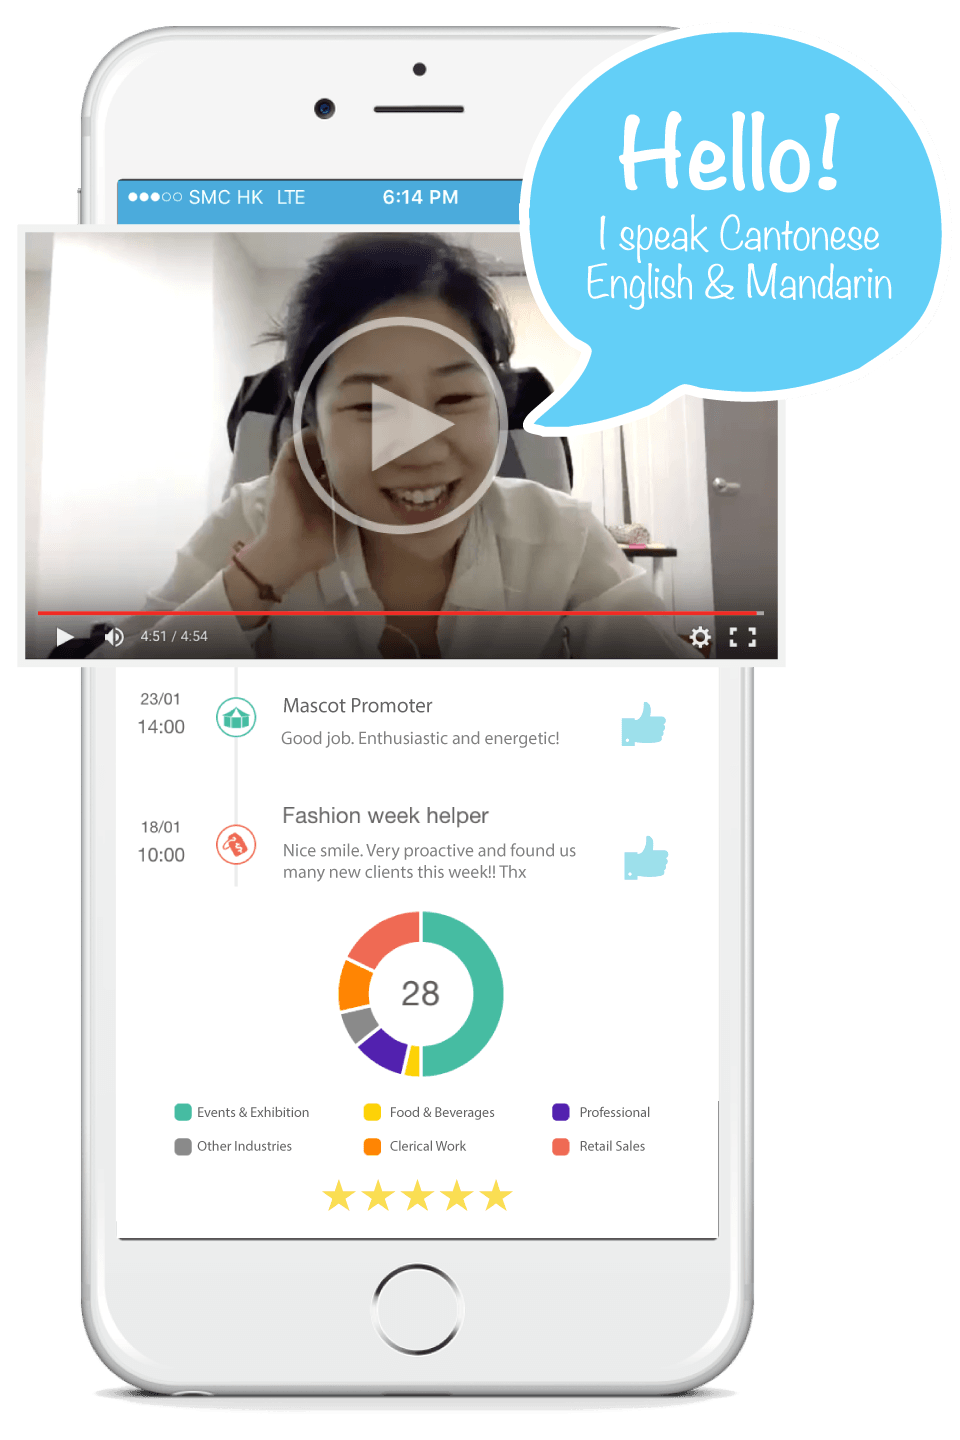 SMC HK LTE
6:14 PM
Hello!
I speak Cantonese
English & Mandarin
4:51 / 4:54
23/01
14:00
Mascot Promoter
Good job. Enthusiastic and energetic!
18/01
10:00
Fashion week helper
Nice smile. Very proactive and found us
many new clients this week!! Thx
28
Events & Exhibition
Food & Beverages
Professional
Other Industries
Clerical Work
Retail Sales